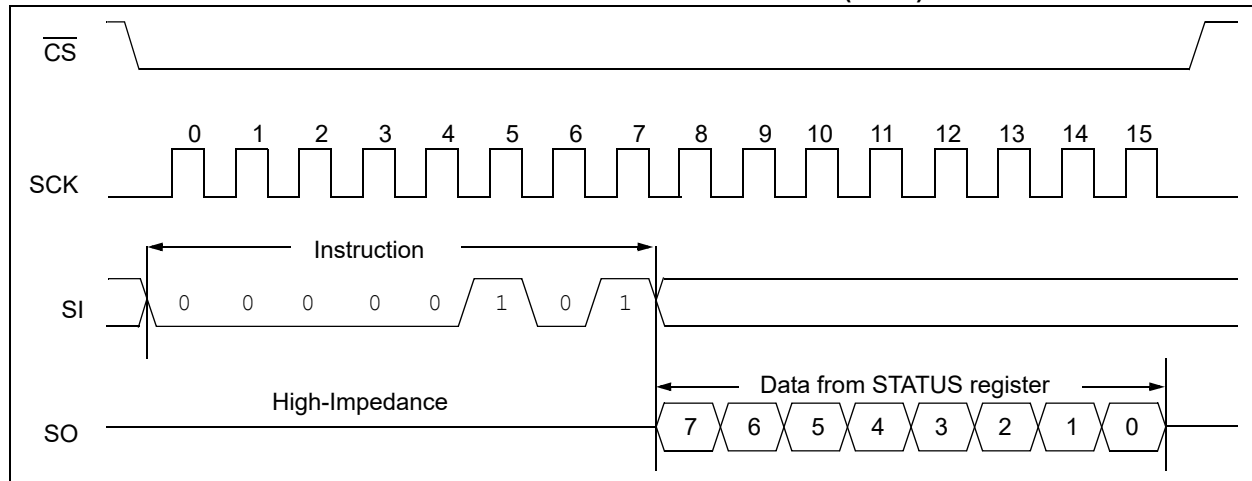 CS
0 1 2 3 4 5 6 7 8 9 10 11 12 13 14 15
SCK
Instruction
SI 0 0 0 0 0 1 0 1
Data from STATUS register
High-Impedance
SO 7 6 5 4 3 2 1 0